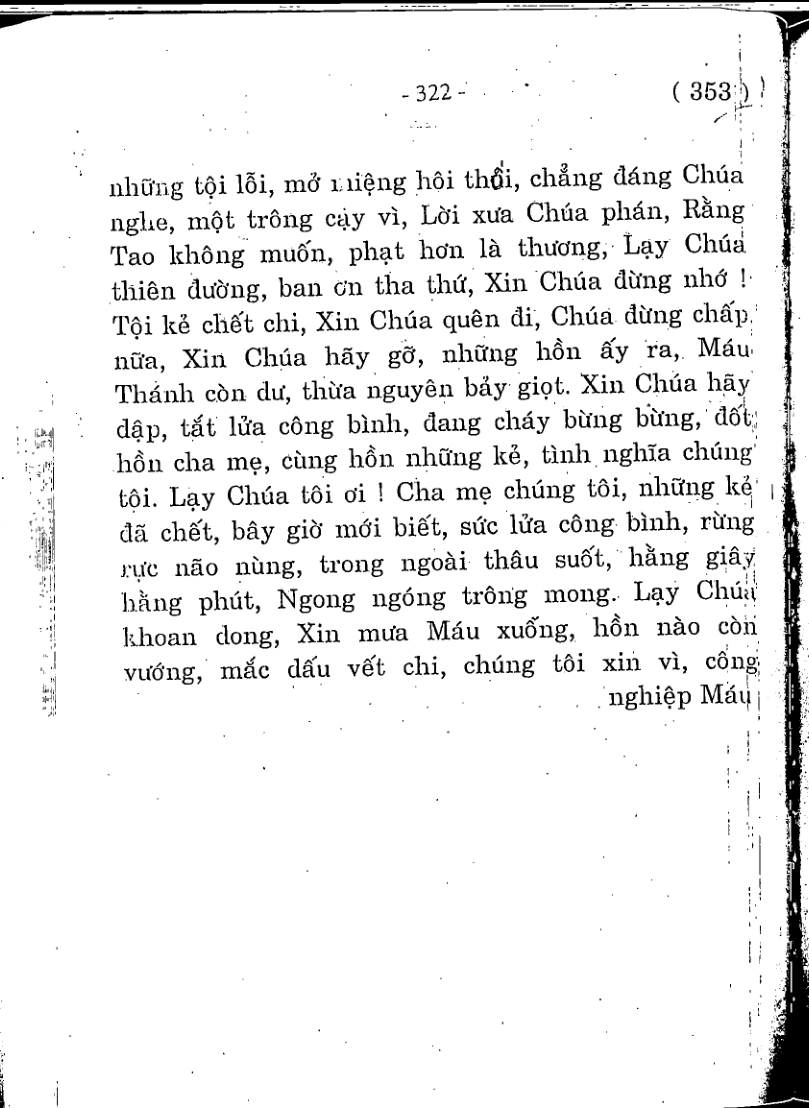 - 322 - ( 353 )
những tội lỗi, mở miệng hôi thối, chẳng đáng Chúa
nghe, một trông cạy vì, Lời xưa Chúa phán, Rằng
Tao không muốn, phạt hơn là thương, Lạy Chúa
thiên đường, ban ơn tha thứ, Xin Chúa đừng nhớ !
Tội kẻ chết chi, Xin Chúa quên đi, Chúa đừng chấp
nữa, Xin Chúa hãy gỡ, những hồn ấy ra, Máu
Thánh còn dư, thừa nguyên bảy giọt. Xin Chúa hãy
dập, tắt lửa công bình, đang cháy bừng bừng, đốt
hồn cha mẹ, cùng hồn những kẻ, tình nghĩa chúng
tôi. Lạy Chúa tôi ơi ! Cha mẹ chúng tôi, những kẻ
đã chết, bây giờ mới biết, sức lửa công bình, rừng
rực não nùng, trong ngoài thâu suốt, hằng giây
hằng phút, Ngong ngóng trông mong. Lạy Chúa
khoan dong, Xin mưa Máu xuống, hồn nào còn
vướng, mắc dấu vết chi, chúng tôi xin vì, công
nghiệp Máu